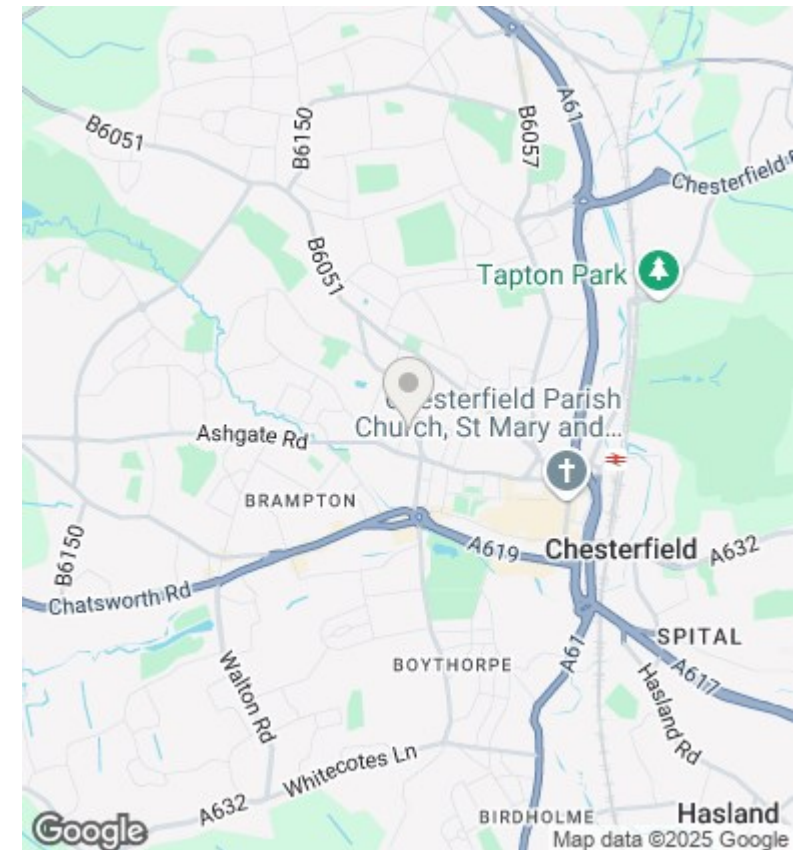 A61
B6150
B6057
B6051
Chesterfield R
B6051
Tapton Park
Chesterfield Parish
Church, St Mary and...
Ashgate Rd
BRAMPTON
A619
Chesterfield
A632
B6150
Chatsworth Rd
SPITAL
BOYTHORPE
A61
A617
Walton Rd
Hasland Rd
Whitecotes Ln
A632
BIRDHOLME
Hasland
Google
Map data ©2025 Google